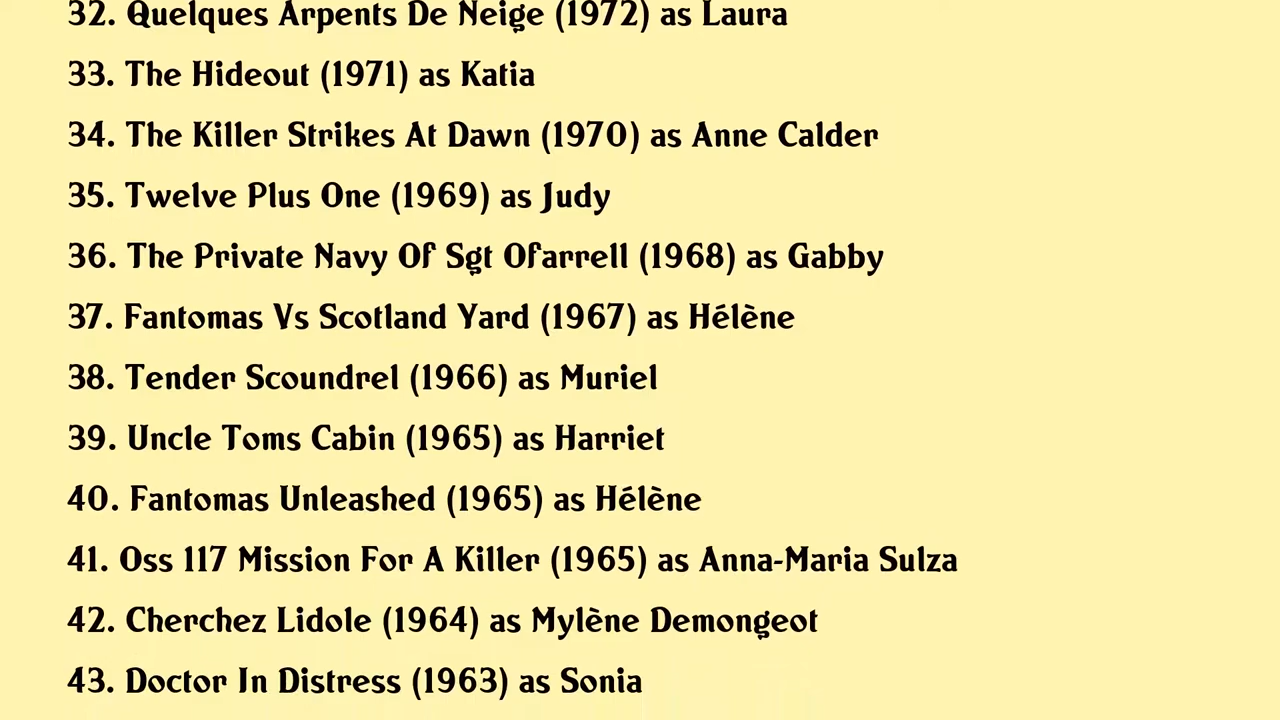 32. Quelques Arpents De Neige (1972) as Laura
33. The Hideout (1971) as Katia
34. The Killer Strikes At Dawn (1970) as Anne Calder
35. Twelve Plus One (1969) as Judy
36. The Private Navy Of Sgt Ofarrell (1968) as Gabby
37. Fantomas Vs Scotland Yard (1967) as Hélène
38. Tender Scoundrel (1966) as Muriel
39. Uncle Toms Cabin (1965) as Harriet
40. Fantomas Unleashed (1965) as Hélène
41. Oss 117 Mission For A Killer (1965) as Anna-Maria Sulza
42. Cherchez Lidole (1964) as Mylène Demongeot
43. Doctor In Distress (1963) as Sonia